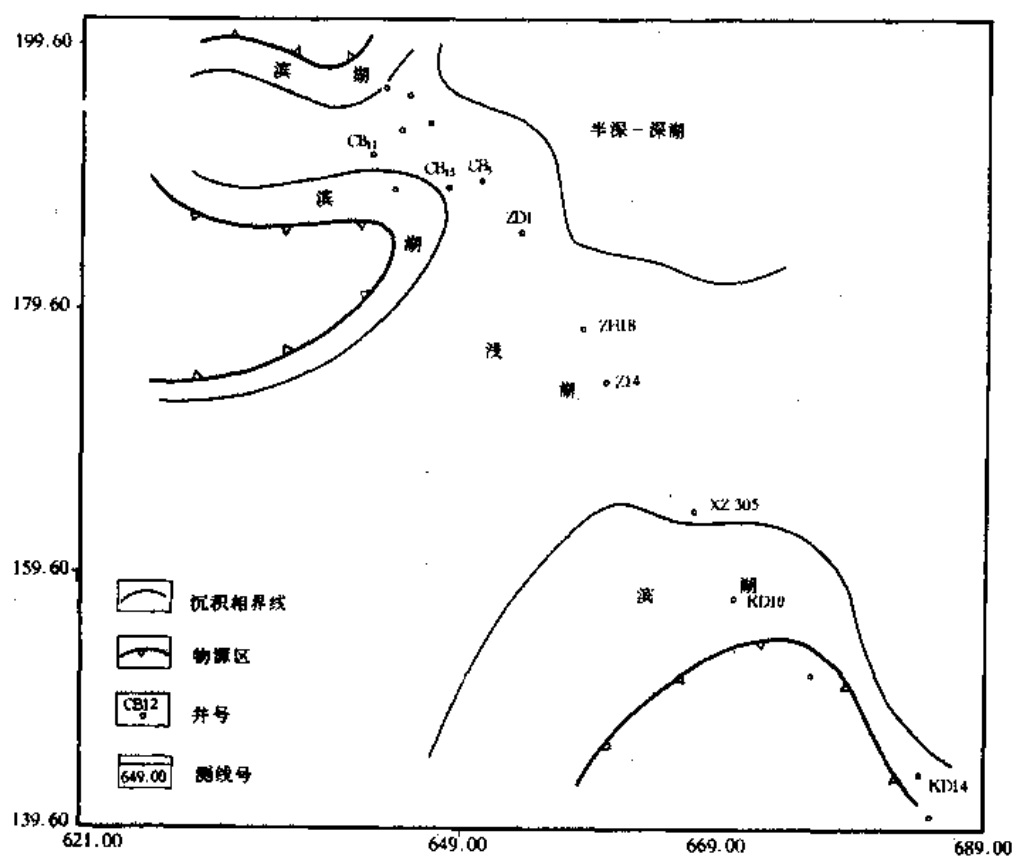 199.60
滨 湖
半深-深湖
CB11
CB15
CB5
滨
ZD1
湖
179.60
ZH18
浅
湖
Z14
XZ 305
159.60
滨 湖
KD10
沉积相界线
物源区
CB12
井号
649.00
测线号
KD14
139.60
621.00
649.00
669.00
689.00